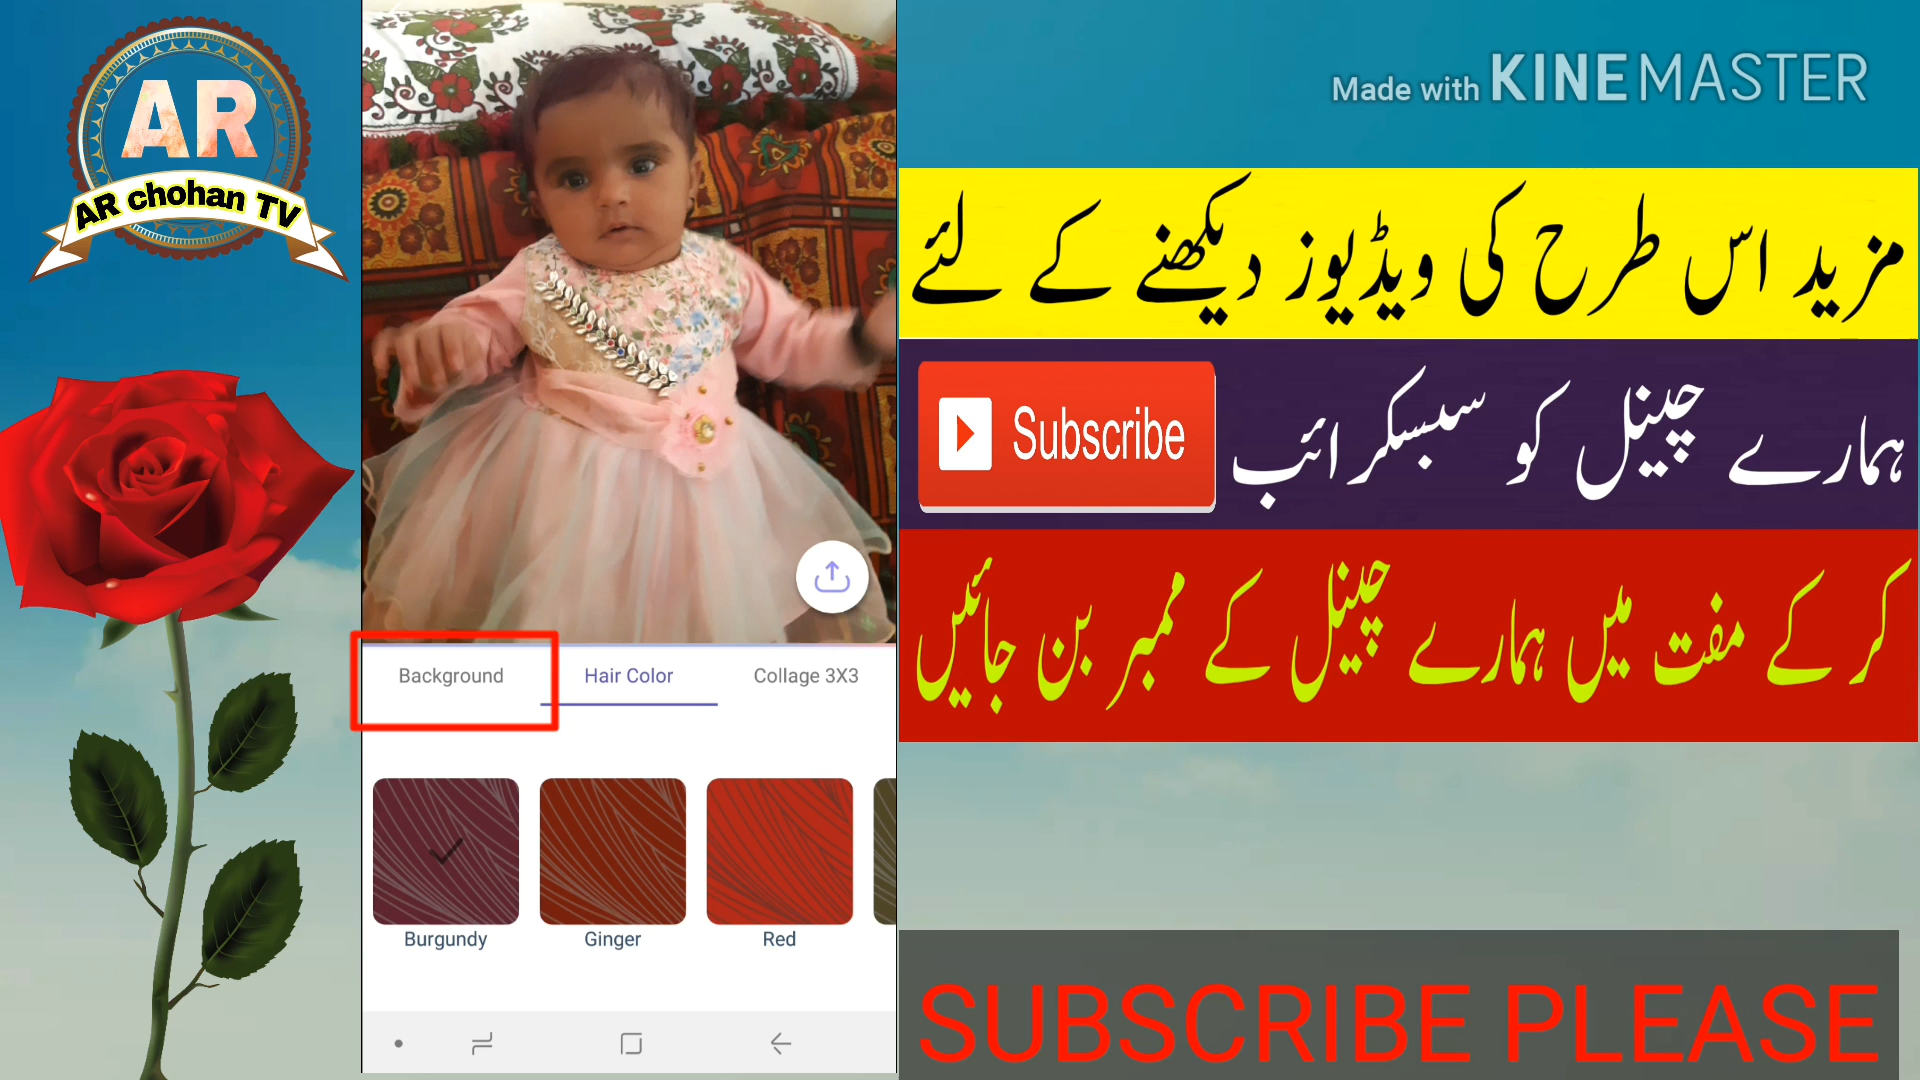 AR
AR chohan TV
Made with KINEMASTER
مزید اس طرح کی ویڈیوز دیکھنے کے لئے
ہمارے چینل کو سبسکرائب
Subscribe
کر کے مفت میں ہمارے چینل کے ممبر بن جائیں
Background
Hair Color
Collage 3X3
Burgundy
Ginger
Red
SUBSCRIBE PLEASE